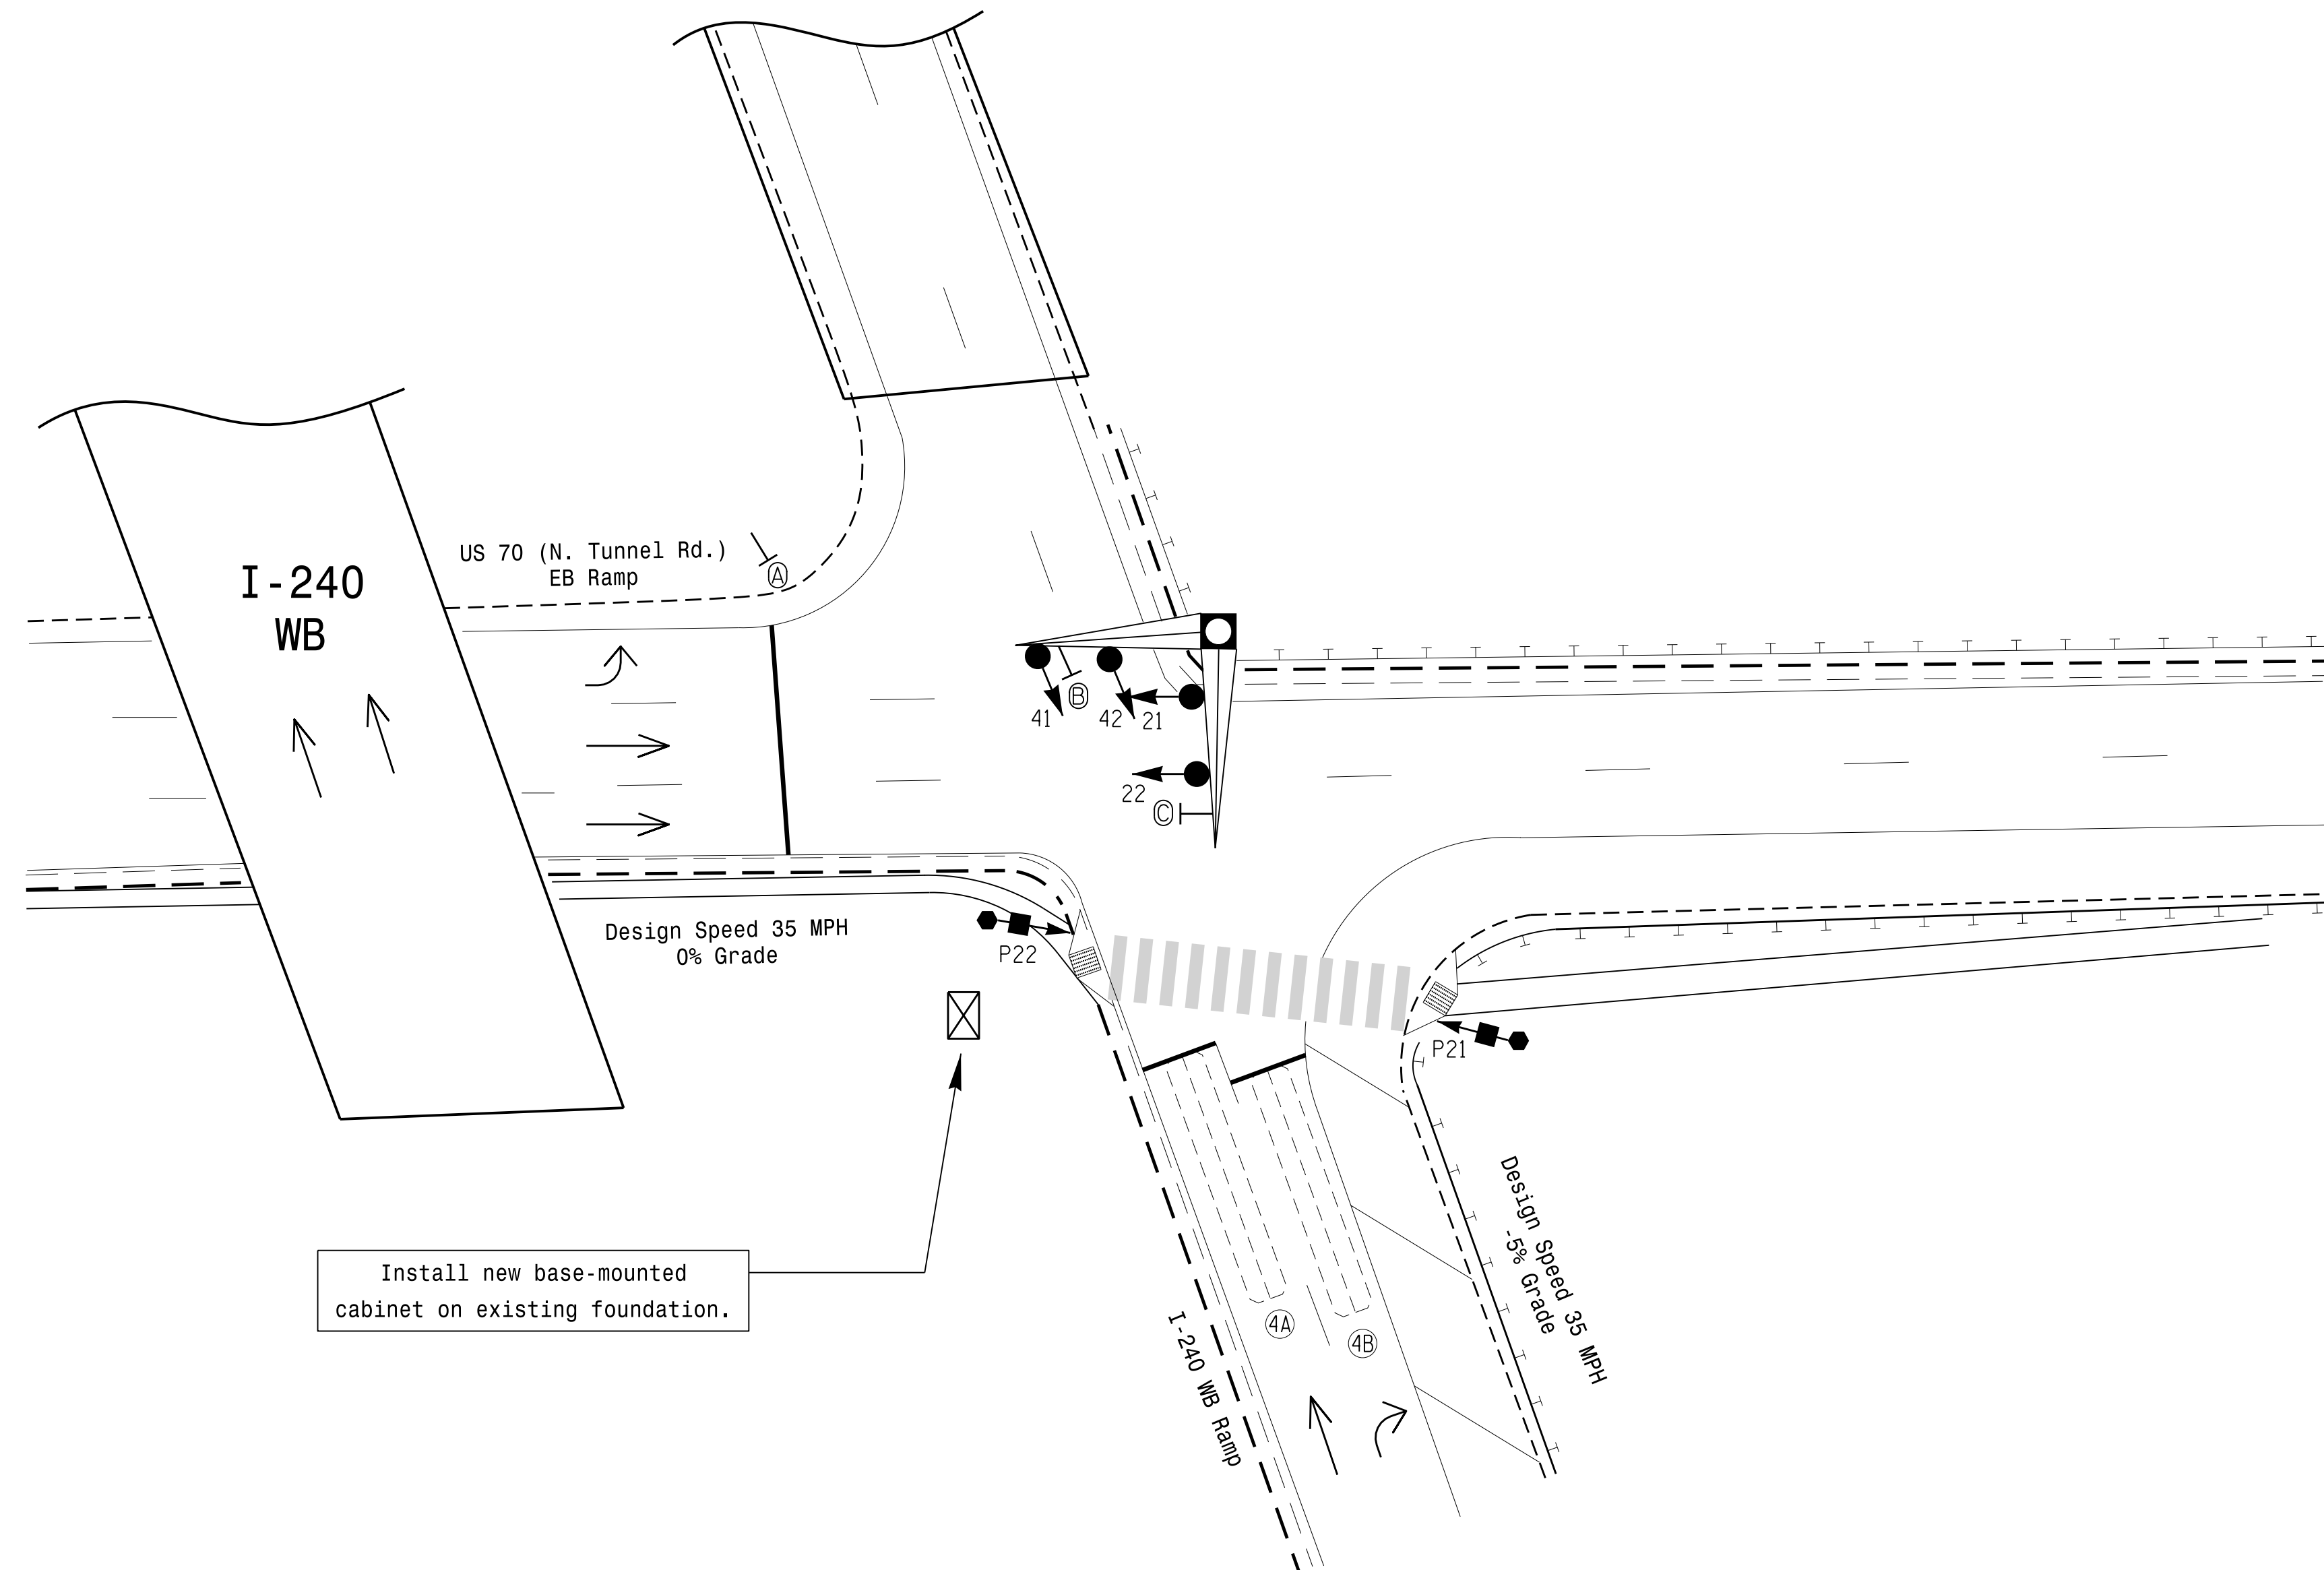 I-240
WB
US 70 (N. Tunnel Rd.)
EB Ramp
A
41
B
42
21
22
C
Design Speed 35 MPH
0% Grade
P22
P21
Install new base-mounted
cabinet on existing foundation.
4A
4B
I-240 WB Ramp
Design Speed 35 MPH
-5% Grade